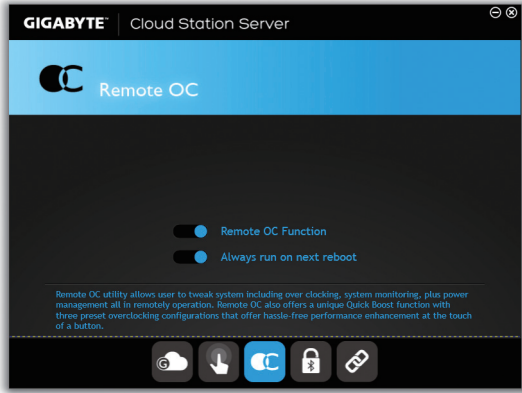 GIGABYTE™ Cloud Station Server
Remote OC
Remote OC Function
Always run on next reboot
Remote OC utility allows user to tweak system including over clocking, system monitoring, plus power
management all in remotely operation. Remote OC also offers a unique Quick Boost function with
three preset overclocking configurations that offer hassle-free performance enhancement at the touch
of a button.
G